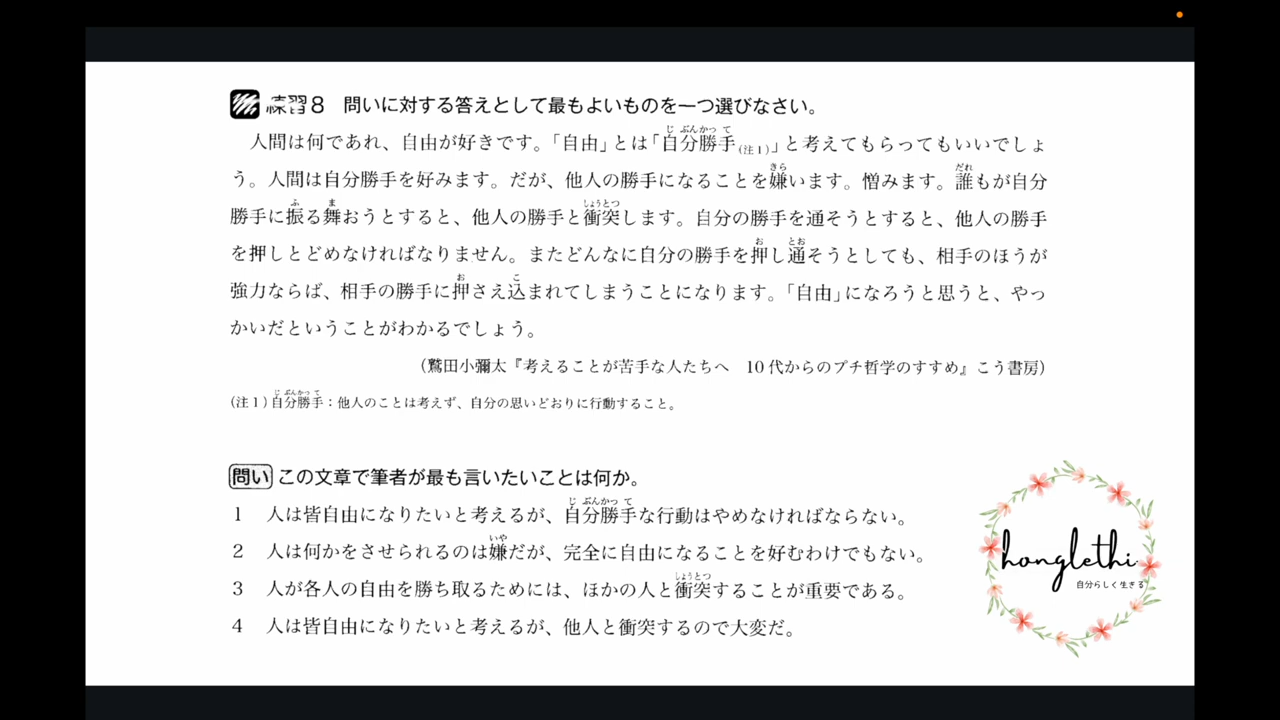 練習8 問いに対する答えとして最もよいものを一つ選びなさい。
人間は何であれ、自由が好きです。「自由」とは「自分勝手(注1)」と考えてもらってもいいでしょ
う。人間は自分勝手を好みます。だが、他人の勝手になることを嫌います。憎みます。誰もが自分
勝手に振る舞おうとすると、他人の勝手と衝突します。自分の勝手を通そうとすると、他人の勝手
を押しとどめなければなりません。またどんなに自分の勝手を押し通そうとしても、相手のほうが
強力ならば、相手の勝手に押さえ込まれてしまうことになります。「自由」になろうと思うと、やっ
かいだということがわかるでしょう。
(鷲田小彌太『考えることが苦手な人たちへ 10代からのプチ哲学のすすめ』こう書房)
(注1)自分勝手:他人のことは考えず、自分の思いどおりに行動すること。
問い この文章で筆者が最も言いたいことは何か。
1 人は皆自由になりたいと考えるが、自分勝手な行動はやめなければならない。
2 人は何かをさせられるのは嫌だが、完全に自由になることを好むわけでもない。
3 人が各人の自由を勝ち取るためには、ほかの人と衝突することが重要である。
4 人は皆自由になりたいと考えるが、他人と衝突するので大変だ。
honglethi
自分らしく生きる